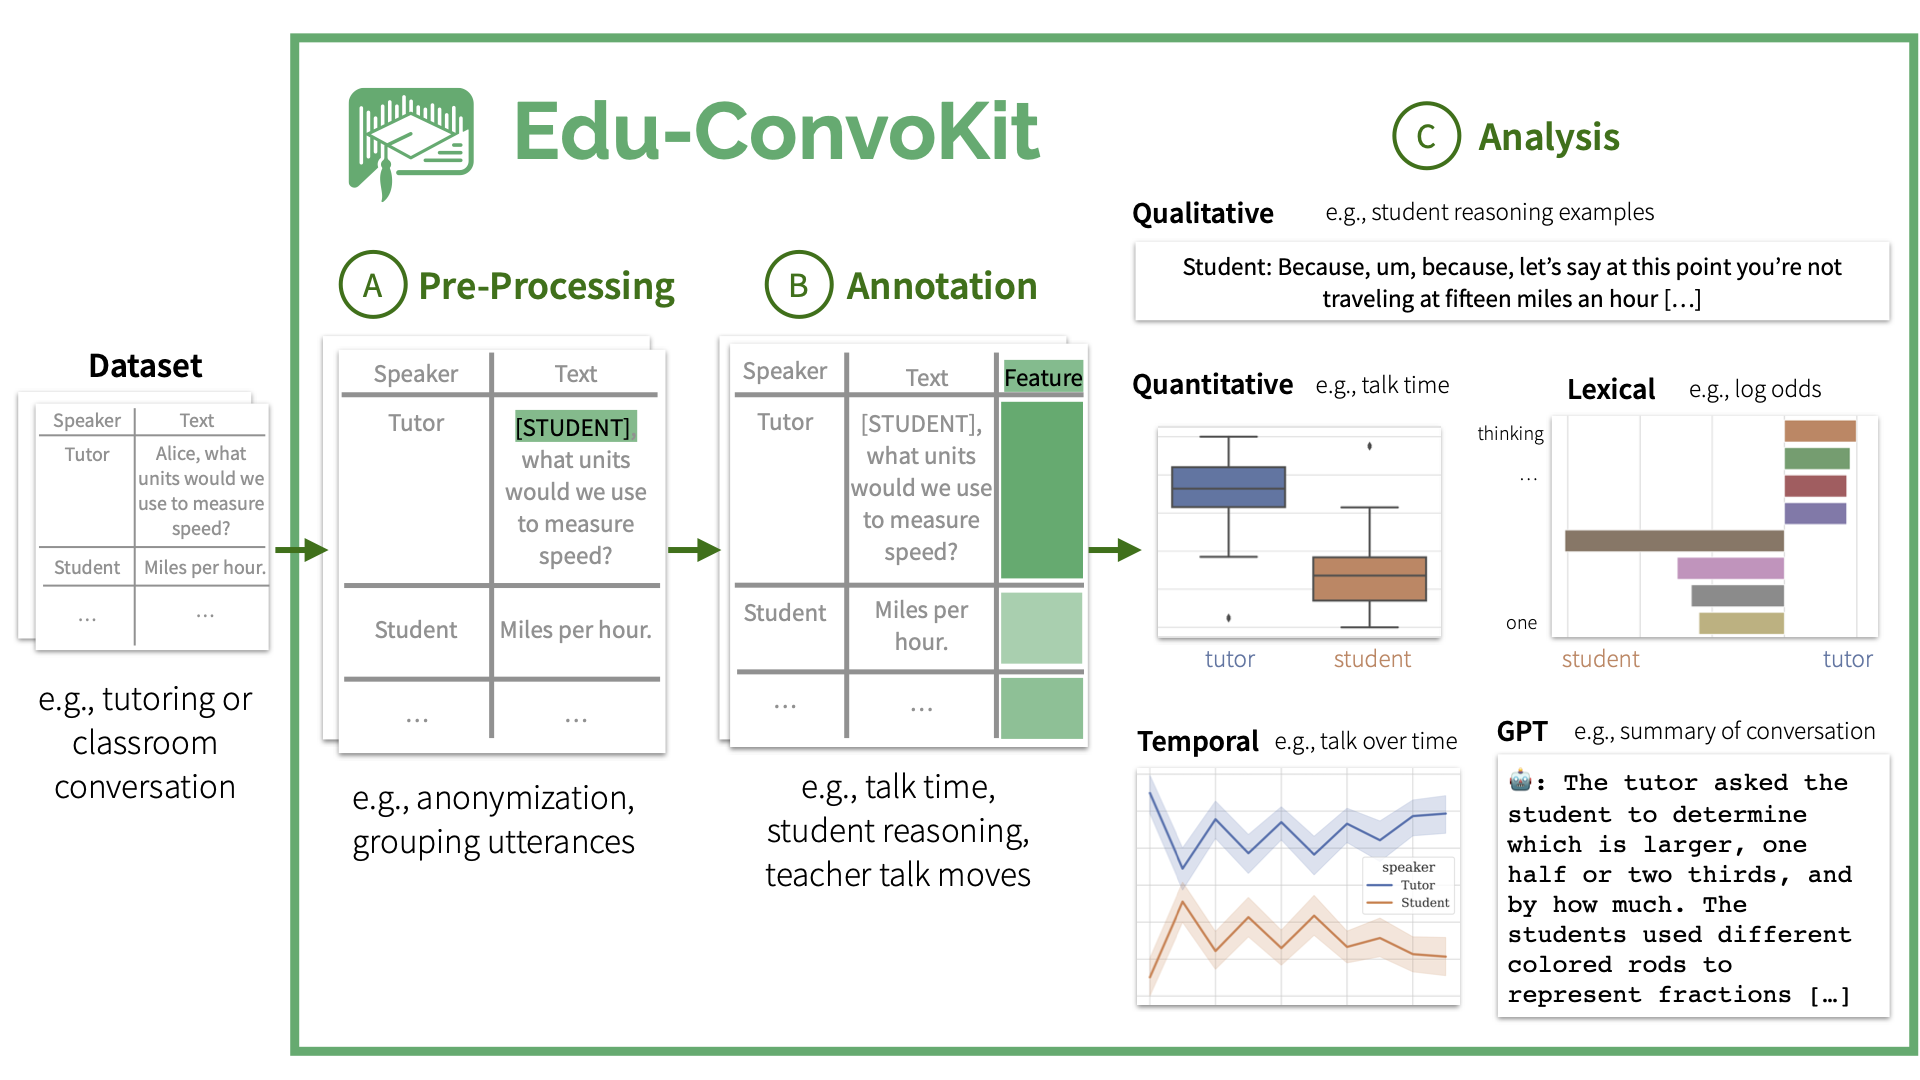 Edu-ConvoKit
Dataset
Speaker Text
Tutor
Alice, what
units would we
use to measure
speed?
Student Miles per hour.
... ...
e.g., tutoring or
classroom
conversation
A Pre-Processing
Speaker Text
Tutor
[STUDENT],
what units
would we use
to measure
speed?
Student Miles per hour.
... ...
e.g., anonymization,
grouping utterances
B Annotation
Speaker Text Feature
Tutor
[STUDENT],
what units
would we use
to measure
speed?
Student
Miles per
hour.
... ...
e.g., talk time,
student reasoning,
teacher talk moves
C Analysis
Qualitative e.g., student reasoning examples
Student: Because, um, because, let's say at this point you're not
traveling at fifteen miles an hour [...]
Quantitative e.g., talk time
tutor student
Lexical e.g., log odds
thinking
...
one
student tutor
Temporal e.g., talk over time
speaker
Tutor
Student
GPT e.g., summary of conversation
🤖: The tutor asked the
student to determine
which is larger, one
half or two thirds, and
by how much. The
students used different
colored rods to
represent fractions […]